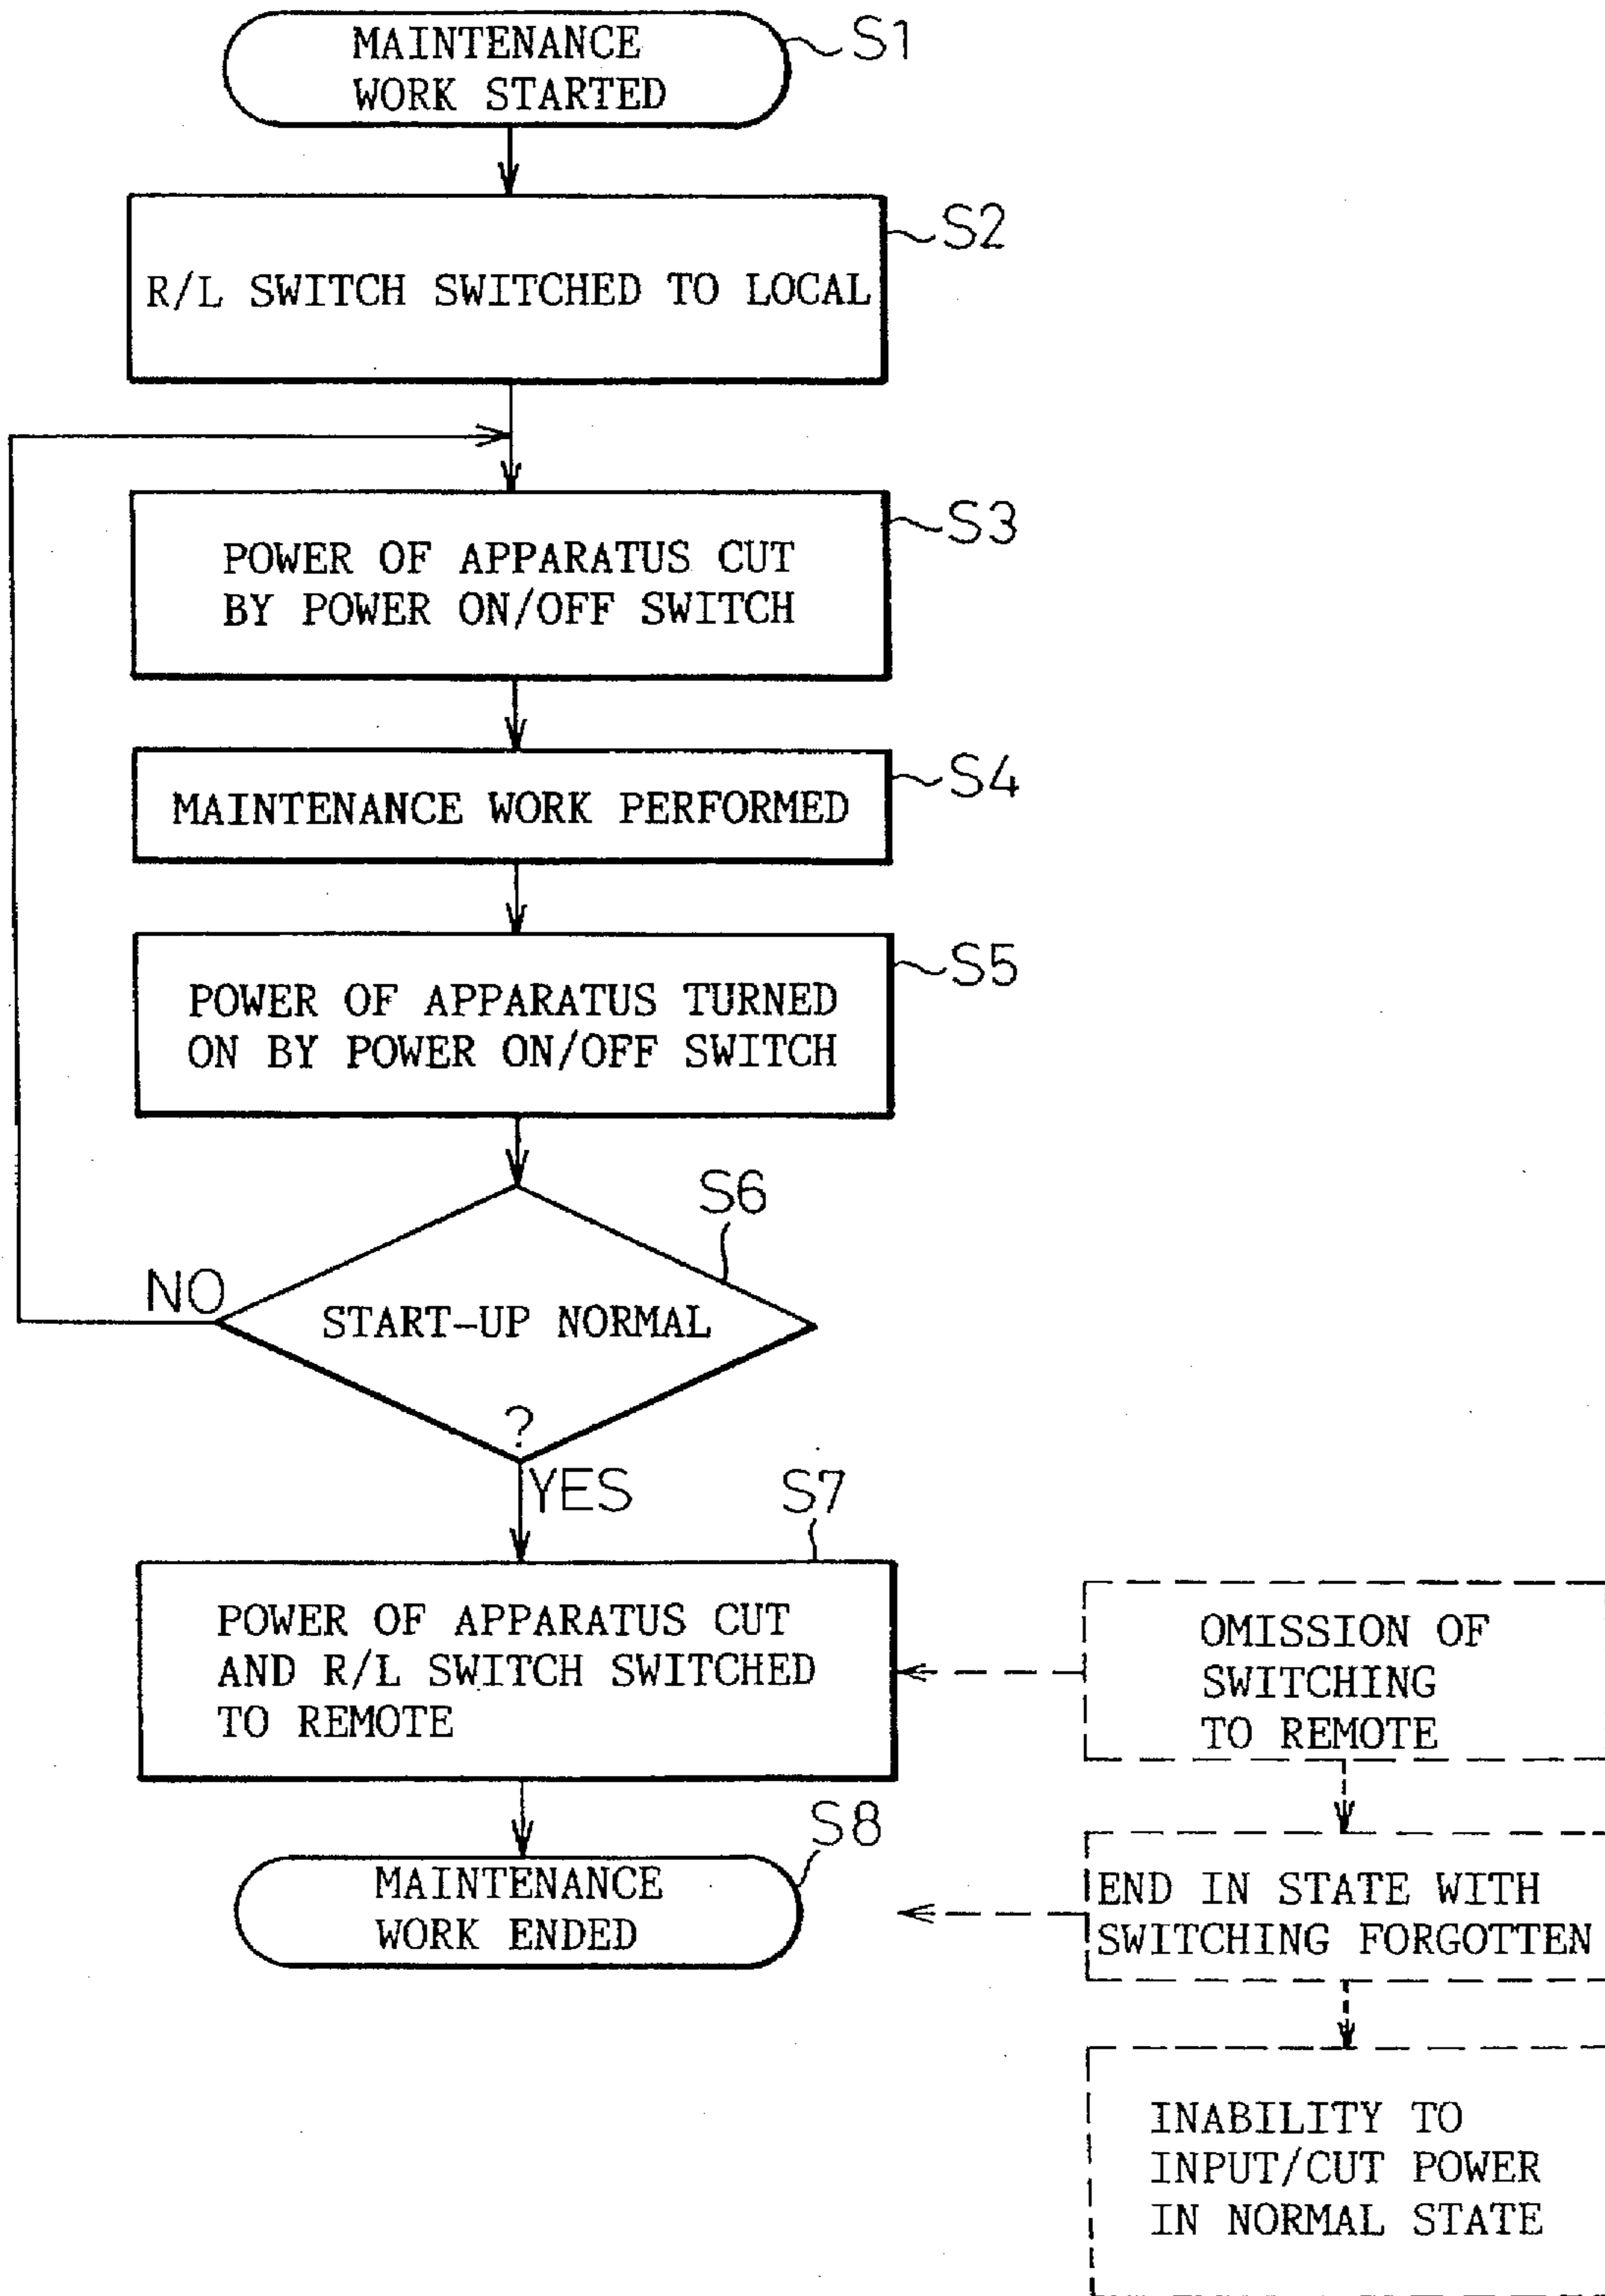 MAINTENANCE
WORK STARTED
S1
S2
R/L SWITCH SWITCHED TO LOCAL
S3
POWER OF APPARATUS CUT
BY POWER ON/OFF SWITCH
S4
MAINTENANCE WORK PERFORMED
S5
POWER OF APPARATUS TURNED
ON BY POWER ON/OFF SWITCH
S6
NO
START-UP NORMAL
?
YES
S7
POWER OF APPARATUS CUT
AND R/L SWITCH SWITCHED
TO REMOTE
OMISSION OF
SWITCHING
TO REMOTE
S8
MAINTENANCE
WORK ENDED
END IN STATE WITH
SWITCHING FORGOTTEN
INABILITY TO
INPUT/CUT POWER
IN NORMAL STATE